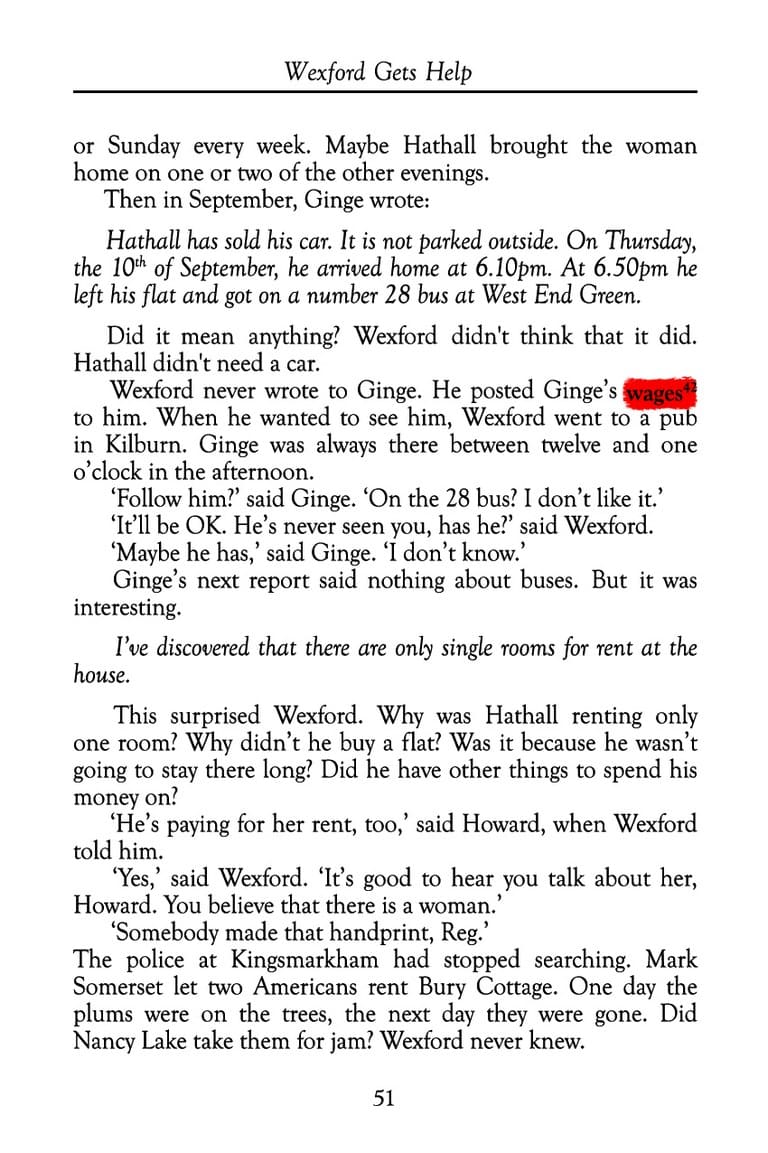 Wexford Gets Help
or Sunday every week. Maybe Hathall brought the woman
home on one or two of the other evenings.
Then in September, Ginge wrote:
Hathall has sold his car. It is not parked outside. On Thursday,
the 10th of September, he arrived home at 6.10pm. At 6.50pm he
left his flat and got on a number 28 bus at West End Green.
Did it mean anything? Wexford didn't think that it did.
Hathall didn't need a car.
Wexford never wrote to Ginge. He posted Ginge’s wages42
to him. When he wanted to see him, Wexford went to a pub
in Kilburn. Ginge was always there between twelve and one
o’clock in the afternoon.
‘Follow him?’ said Ginge. ‘On the 28 bus? I don’t like it.’
‘It’ll be OK. He’s never seen you, has he?’ said Wexford.
‘Maybe he has,’ said Ginge. ‘I don’t know.’
Ginge’s next report said nothing about buses. But it was
interesting.
I’ve discovered that there are only single rooms for rent at the
house.
This surprised Wexford. Why was Hathall renting only
one room? Why didn’t he buy a flat? Was it because he wasn’t
going to stay there long? Did he have other things to spend his
money on?
‘He’s paying for her rent, too,’ said Howard, when Wexford
told him.
‘Yes,’ said Wexford. ‘It’s good to hear you talk about her,
Howard. You believe that there is a woman.’
‘Somebody made that handprint, Reg.’
The police at Kingsmarkham had stopped searching. Mark
Somerset let two Americans rent Bury Cottage. One day the
plums were on the trees, the next day they were gone. Did
Nancy Lake take them for jam? Wexford never knew.
51